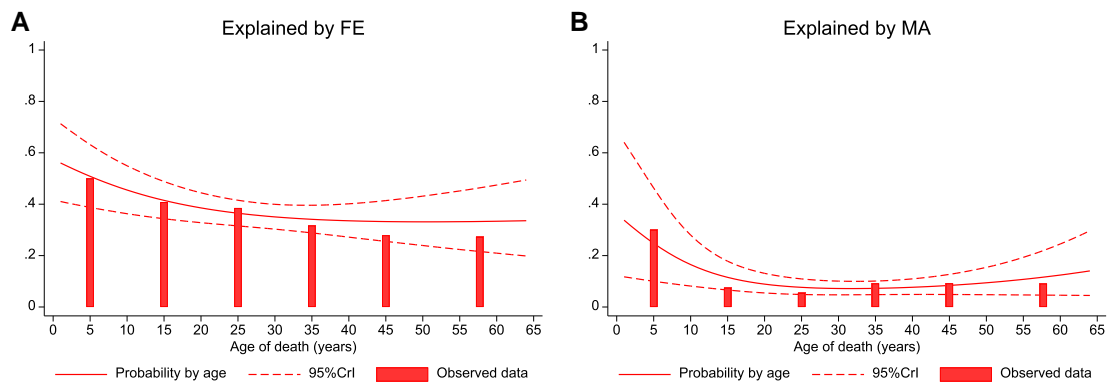 A
Explained by FE
1
.8
.6
.4
.2
0
0 5 10 15 20 25 30 35 40 45 50 55 60 65
Age of death (years)
Probability by age 95%CrI Observed data
B
Explained by MA
1
.8
.6
.4
.2
0
0 5 10 15 20 25 30 35 40 45 50 55 60 65
Age of death (years)
Probability by age 95%CrI Observed data